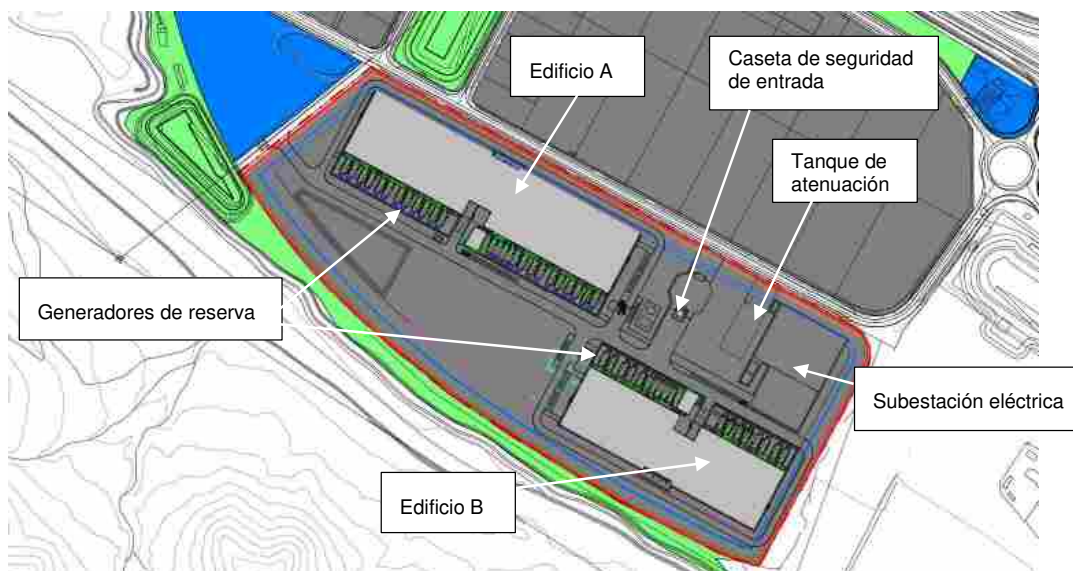 Edificio A
Caseta de seguridad
de entrada
Tanque de
atenuación
Generadores de reserva
Subestación eléctrica
Edificio B